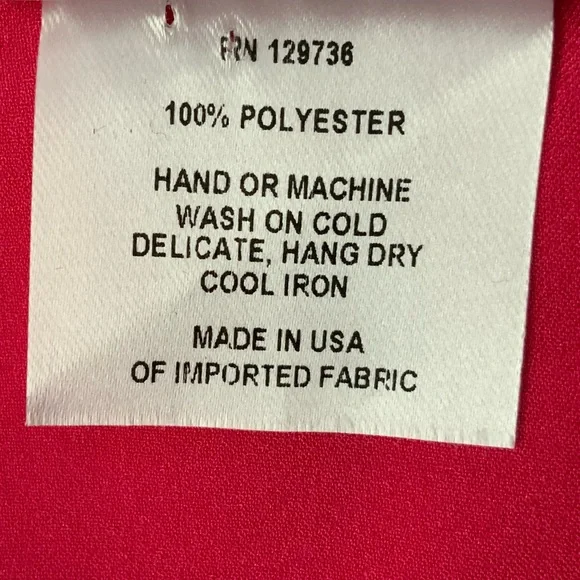 RN 129736
100% POLYESTER
HAND OR MACHINE
WASH ON COLD
DELICATE, HANG DRY
COOL IRON
MADE IN USA
OF IMPORTED FABRIC